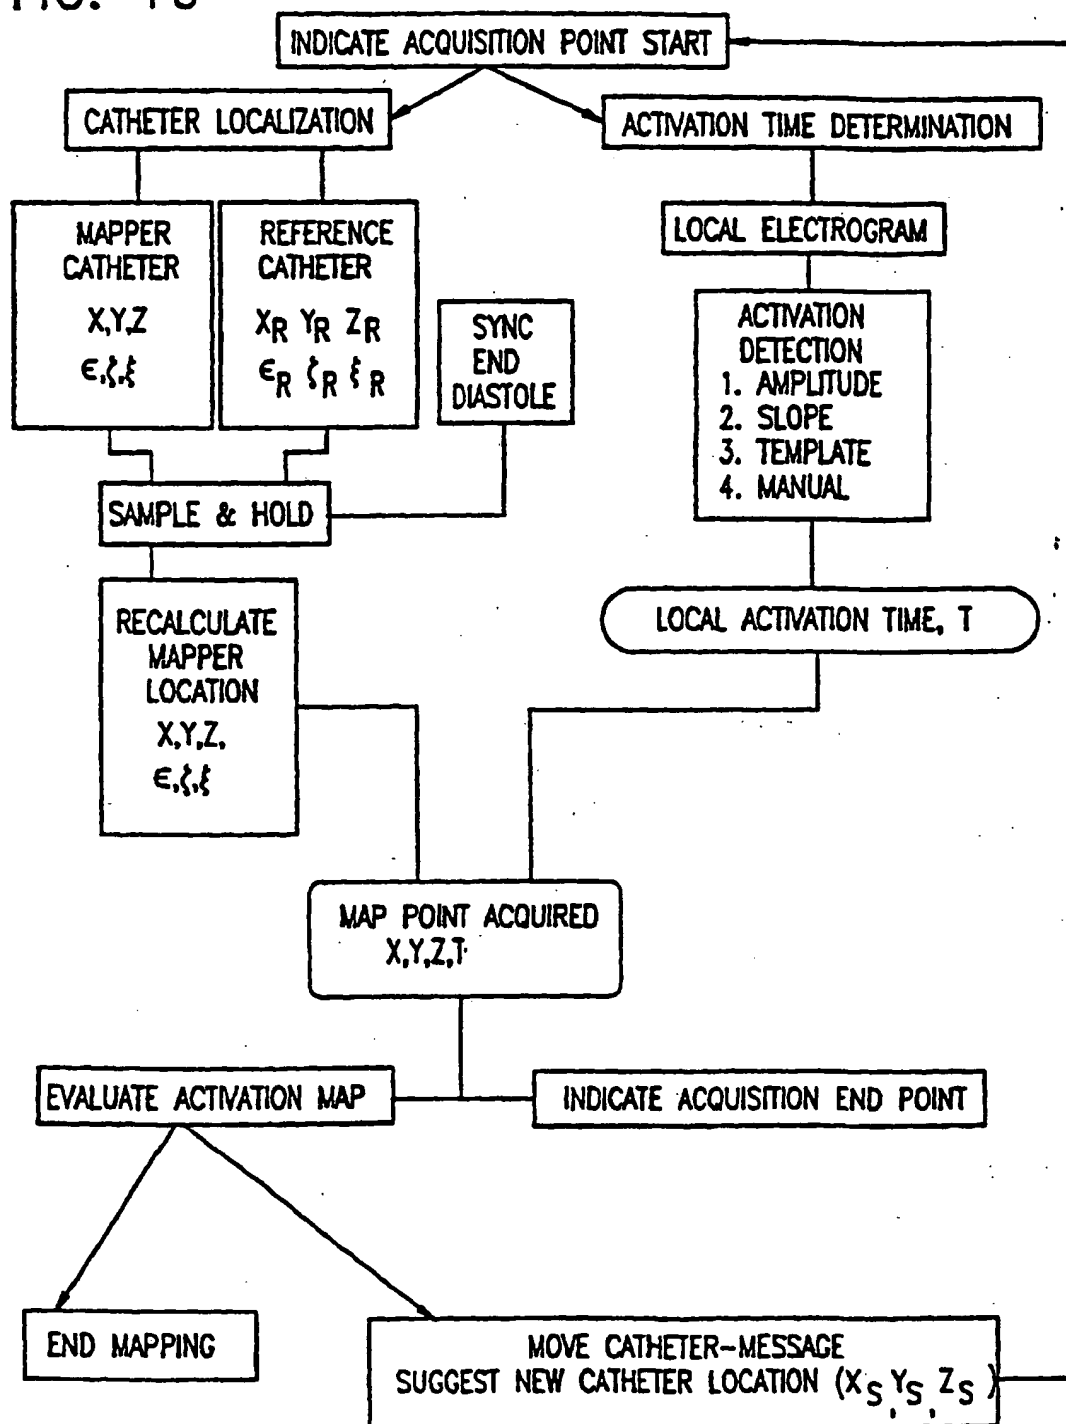 INDICATE ACQUISITION POINT START
CATHETER LOCALIZATION
ACTIVATION TIME DETERMINATION
MAPPER
CATHETER
X,Y,Z
ϵ,ζ,ξ
REFERENCE
CATHETER
XR YR ZR
ϵR ζR ξR
SYNC
END
DIASTOLE
LOCAL ELECTROGRAM
ACTIVATION
DETECTION
1. AMPLITUDE
2. SLOPE
3. TEMPLATE
4. MANUAL
SAMPLE & HOLD
RECALCULATE
MAPPER
LOCATION
X,Y,Z,
ϵ,ζ,ξ
LOCAL ACTIVATION TIME, T
MAP POINT ACQUIRED
X,Y,Z,T
EVALUATE ACTIVATION MAP
INDICATE ACQUISITION END POINT
END MAPPING
MOVE CATHETER-MESSAGE
SUGGEST NEW CATHETER LOCATION (XS,YS,ZS)